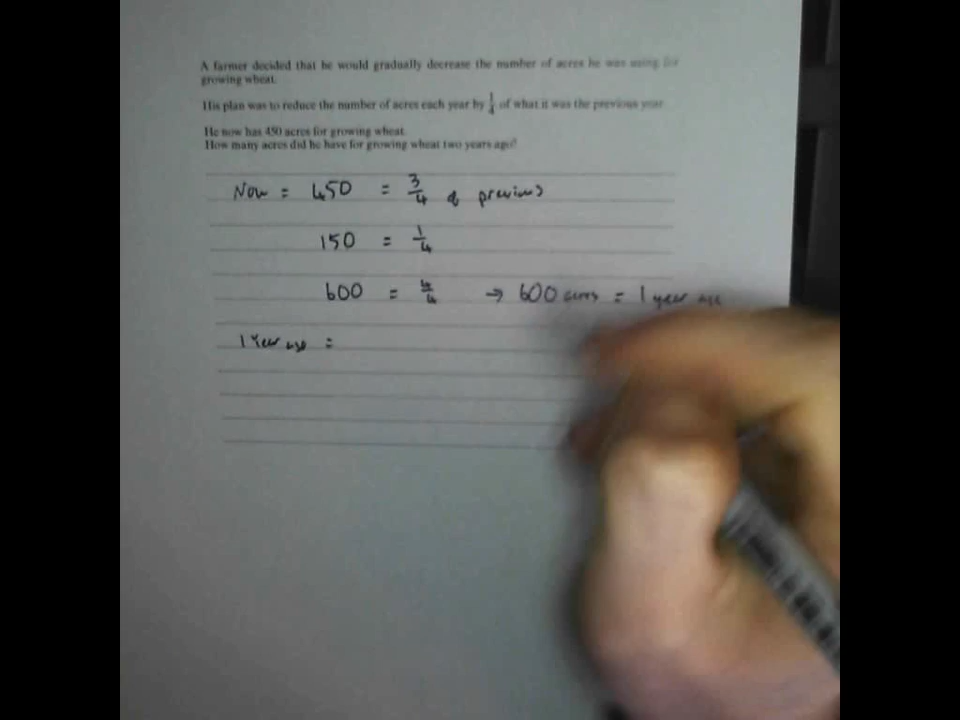 A farmer decided that he would gradually decrease the number of acres he was using for
growing wheat.
His plan was to reduce the number of acres each year by 1/4 of what it was the previous year
He now has 450 acres for growing wheat.
How many acres did he have for growing wheat two years ago?
Now = 450 = 3/4 of previous
150 = 1/4
600 = 4/4 → 600 acres = 1 year ago
1 Year ago =